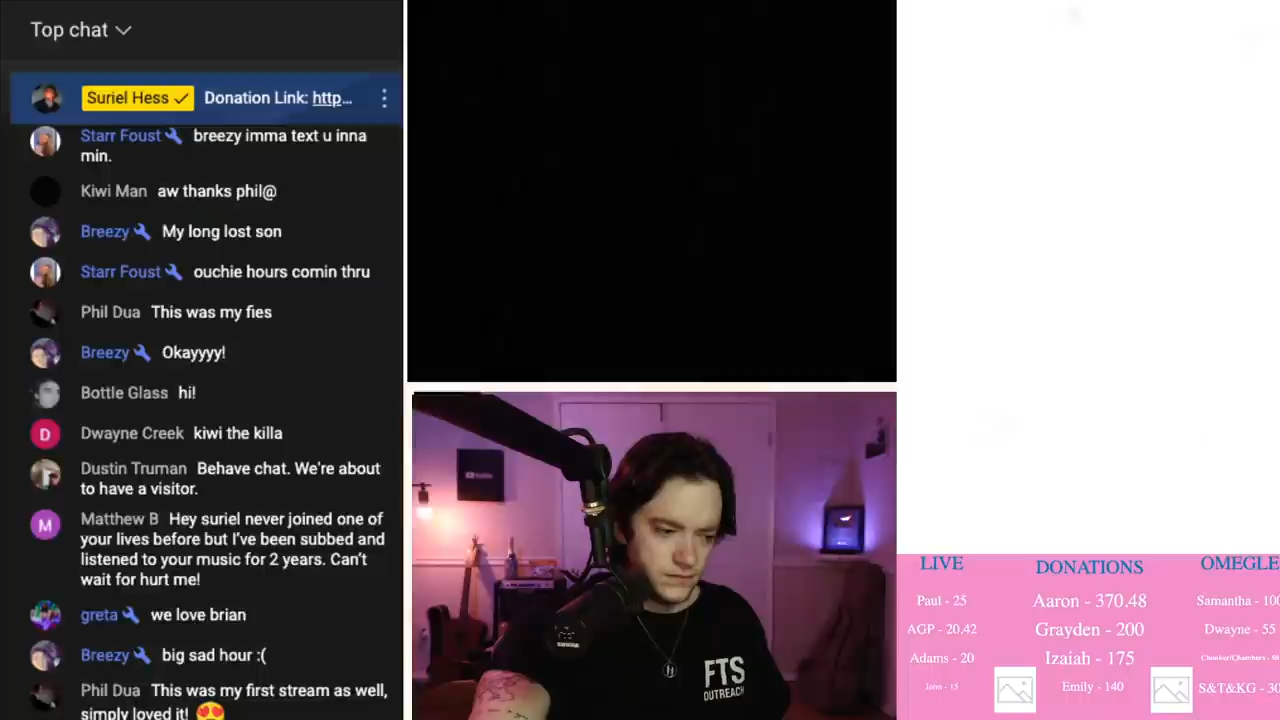 Top chat
Suriel Hess Donation Link: http...
Starr Foust breezy imma text u inna
min.
Kiwi Man aw thanks phil@
Breezy My long lost son
Starr Foust ouchie hours comin thru
Phil Dua This was my fies
Breezy Okayyyy!
Bottle Glass hi!
D Dwayne Creek kiwi the killa
Dustin Truman Behave chat. We're about
to have a visitor.
M Matthew B Hey suriel never joined one of
your lives before but I've been subbed and
listened to your music for 2 years. Can't
wait for hurt me!
greta we love brian
Breezy big sad hour :(
Phil Dua This was my first stream as well,
simply loved it! 😍
FTS
OUTREACH
SHURE
LIVE
Paul - 25
AGP - 20.42
Adams - 20
John - 15
DONATIONS
Aaron - 370.48
Grayden - 200
Izaiah - 175
Emily - 140
OMEGLE
Samantha - 100
Dwayne - 55
S&T&KG - 30